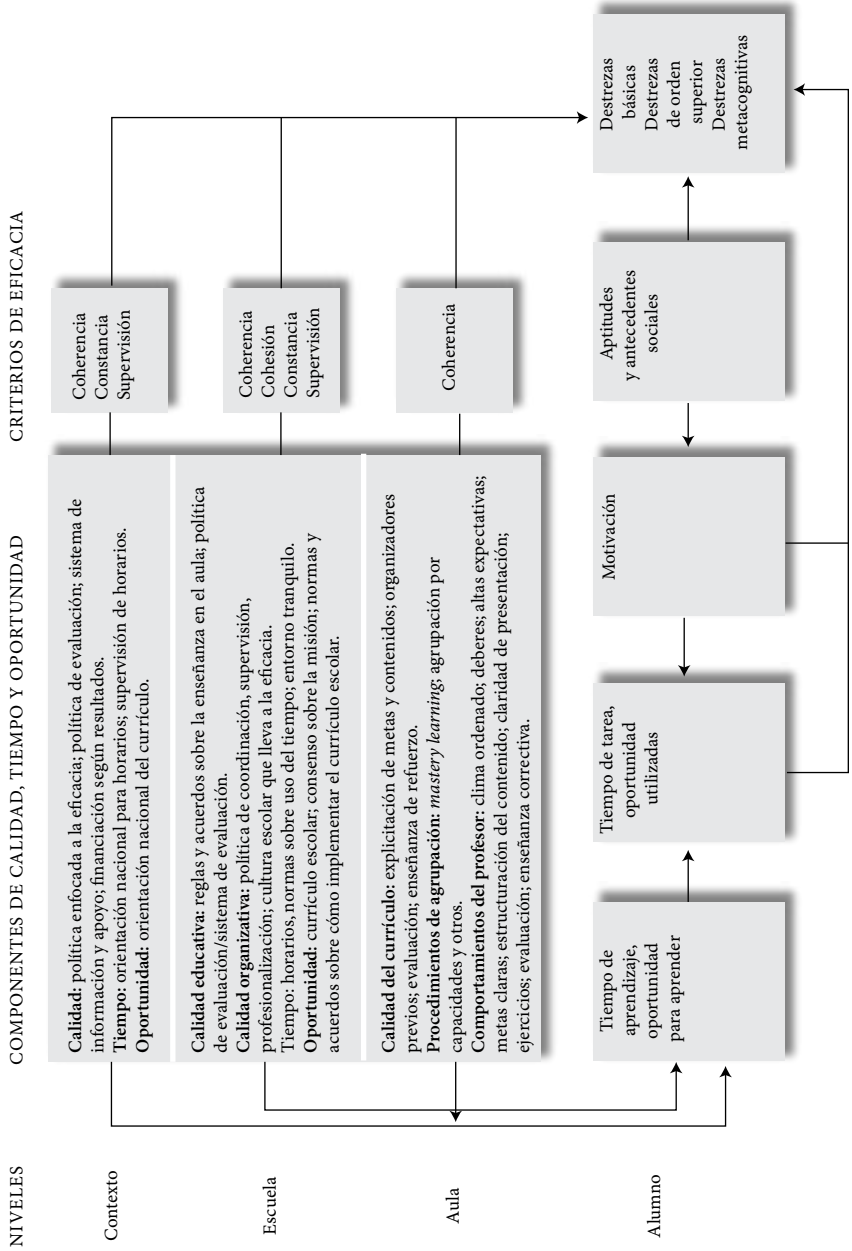 NIVELES
COMPONENTES DE CALIDAD, TIEMPO Y OPORTUNIDAD
CRITERIOS DE EFICACIA
Contexto
Calidad: política enfocada a la eficacia; política de evaluación; sistema de
información y apoyo; financiación según resultados.
Tiempo: orientación nacional para horarios; supervisión de horarios.
Oportunidad: orientación nacional del currículo.
Coherencia
Constancia
Supervisión
Escuela
Calidad educativa: reglas y acuerdos sobre la enseñanza en el aula; política
de evaluación/sistema de evaluación.
Calidad organizativa: política de coordinación, supervisión,
profesionalización; cultura escolar que lleva a la eficacia.
Tiempo: horarios, normas sobre uso del tiempo; entorno tranquilo.
Oportunidad: currículo escolar; consenso sobre la misión; normas y
acuerdos sobre cómo implementar el currículo escolar.
Coherencia
Cohesión
Constancia
Supervisión
Aula
Calidad del currículo: explicitación de metas y contenidos; organizadores
previos; evaluación; enseñanza de refuerzo.
Procedimientos de agrupación: mastery learning; agrupación por
capacidades y otros.
Comportamientos del profesor: clima ordenado; deberes; altas expectativas;
metas claras; estructuración del contenido; claridad de presentación;
ejercicios; evaluación; enseñanza correctiva.
Coherencia
Alumno
Tiempo de
aprendizaje,
oportunidad
para aprender
Tiempo de tarea,
oportunidad
utilizadas
Motivación
Aptitudes
y antecedentes
sociales
Destrezas
básicas
Destrezas
de orden
superior
Destrezas
metacognitivas